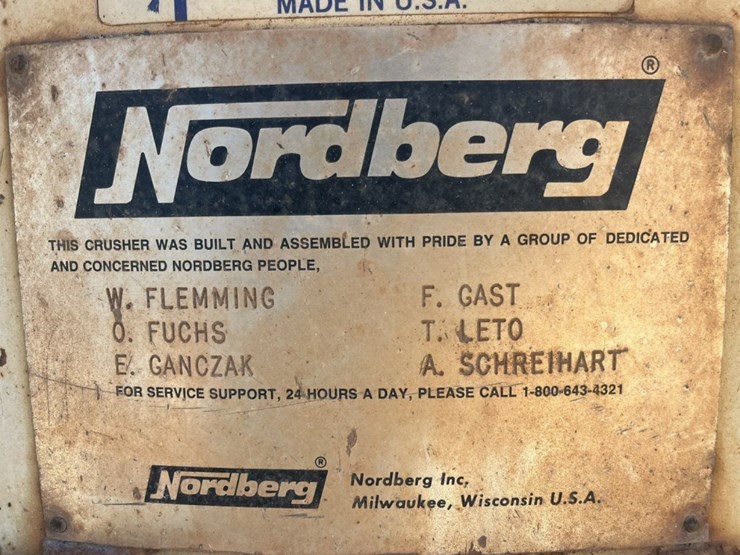 MADE IN U.S.A.
®
Nordberg
THIS CRUSHER WAS BUILT AND ASSEMBLED WITH PRIDE BY A GROUP OF DEDICATED
AND CONCERNED NORDBERG PEOPLE,
W. FLEMMING F. GAST
O. FUCHS T. LETO
E. GANCZAK A. SCHREIHART
FOR SERVICE SUPPORT, 24 HOURS A DAY, PLEASE CALL 1-800-643-4321
Nordberg ® Nordberg Inc.
Milwaukee, Wisconsin U.S.A.